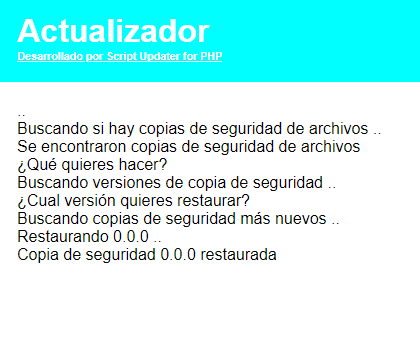 Actualizador
Desarrollado por Script Updater for PHP
..
Buscando si hay copias de seguridad de archivos ..
Se encontraron copias de seguridad de archivos
¿Qué quieres hacer?
Buscando versiones de copia de seguridad ..
¿Cual versión quieres restaurar?
Buscando copias de seguridad más nuevos ..
Restaurando 0.0.0 ..
Copia de seguridad 0.0.0 restaurada